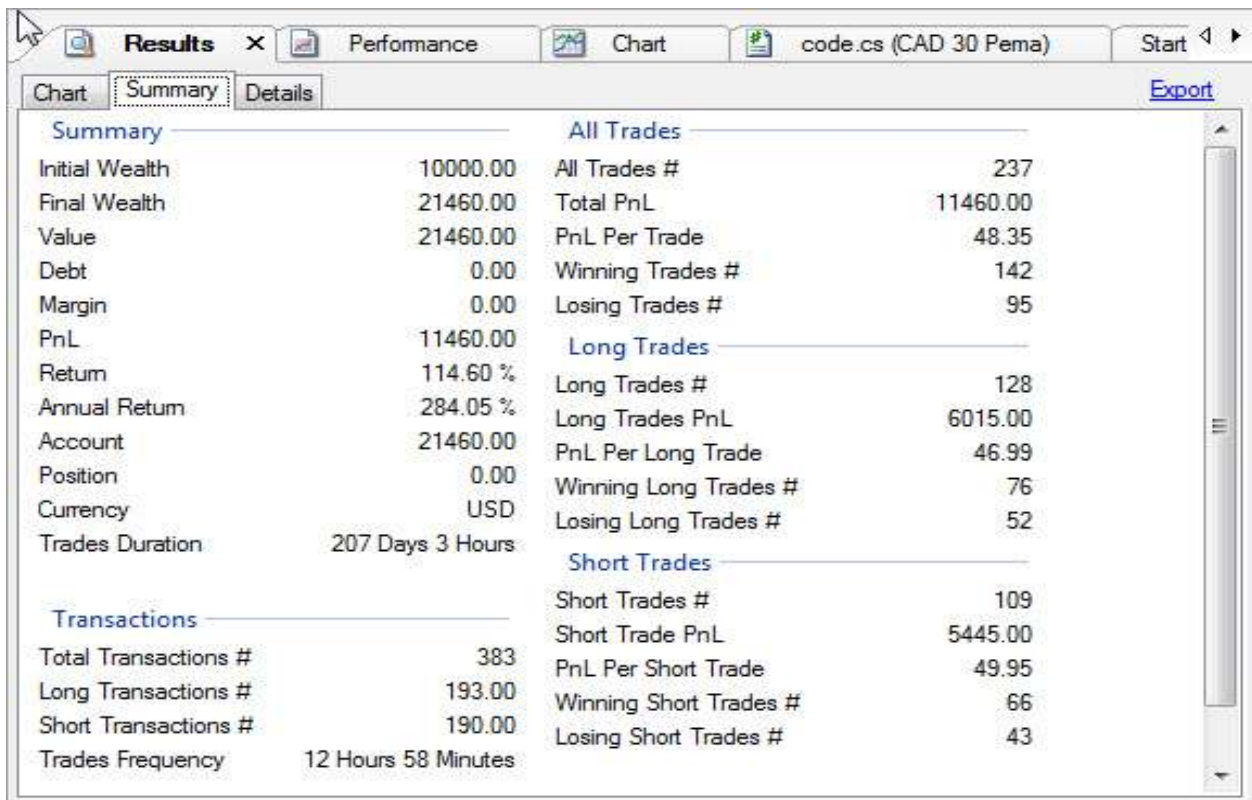 Results × Performance Chart code.cs (CAD 30 Pema) Start
Chart Summary Details Export
Summary
Initial Wealth 10000.00
Final Wealth 21460.00
Value 21460.00
Debt 0.00
Margin 0.00
PnL 11460.00
Return 114.60 %
Annual Return 284.05 %
Account 21460.00
Position 0.00
Currency USD
Trades Duration 207 Days 3 Hours
Transactions
Total Transactions # 383
Long Transactions # 193.00
Short Transactions # 190.00
Trades Frequency 12 Hours 58 Minutes
All Trades
All Trades # 237
Total PnL 11460.00
PnL Per Trade 48.35
Winning Trades # 142
Losing Trades # 95
Long Trades
Long Trades # 128
Long Trades PnL 6015.00
PnL Per Long Trade 46.99
Winning Long Trades # 76
Losing Long Trades # 52
Short Trades
Short Trades # 109
Short Trade PnL 5445.00
PnL Per Short Trade 49.95
Winning Short Trades # 66
Losing Short Trades # 43